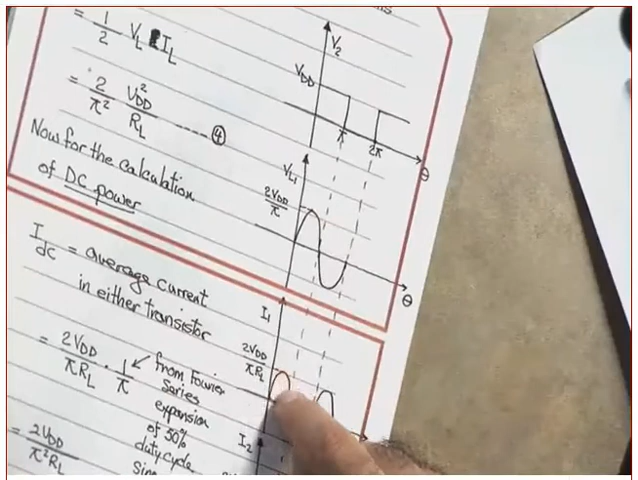 = 1/2 V_L I_L
= 2/π² V_DD²/R_L ------ ④
Now for the calculation
of DC power
I_dc = average current
in either transistor
= 2V_DD/πR_L · 1/π ← from Fourier
series
expansion
of 50%
duty cycle
= 2V_DD/π²R_L
V_2
V_DD
π 2π θ
V_L1
2V_DD/π
θ
I_1
2V_DD/πR_L
I_2